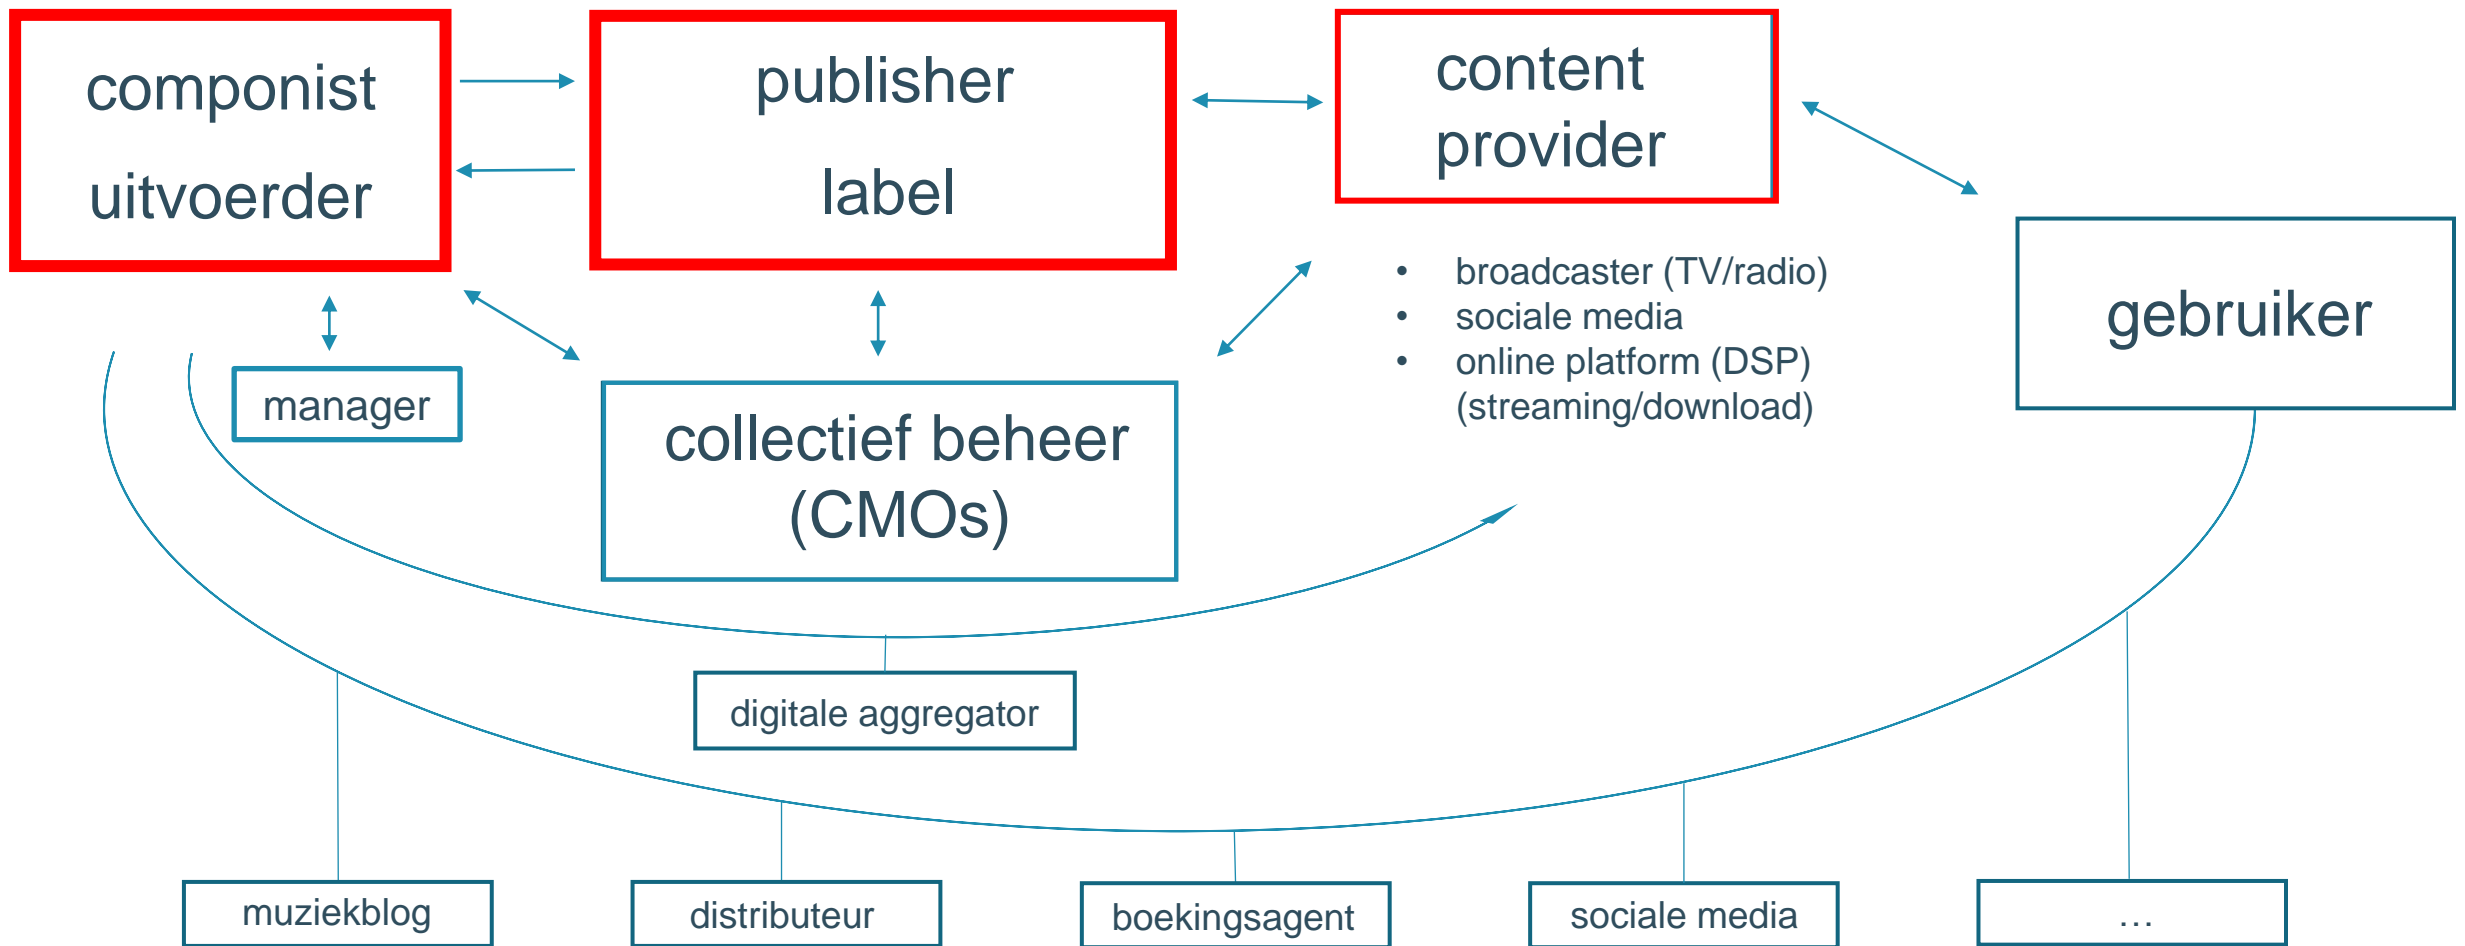 componist
uitvoerder
publisher
label
content
provider
• broadcaster (TV/radio)
• sociale media
• online platform (DSP)
(streaming/download)
gebruiker
manager
collectief beheer
(CMOs)
digitale aggregator
muziekblog
distributeur
boekingsagent
sociale media
…